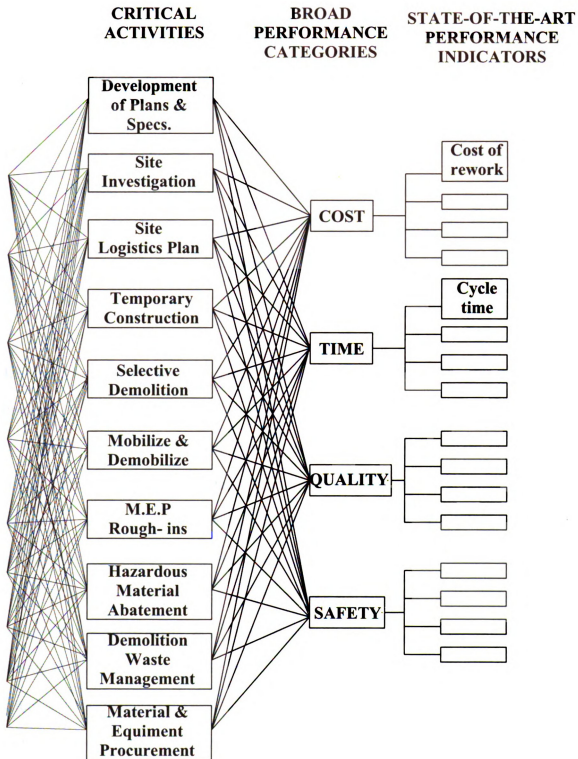 CRITICAL
ACTIVITIES
BROAD
PERFORMANCE
CATEGORIES
STATE-OF-THE-ART
PERFORMANCE
INDICATORS
Development
of Plans &
Specs.
Site
Investigation
Site
Logistics Plan
Temporary
Construction
Selective
Demolition
Mobilize &
Demobilize
M.E.P
Rough- ins
Hazardous
Material
Abatement
Demolition
Waste
Management
Material &
Equiment
Procurement
COST
TIME
QUALITY
SAFETY
Cost of
rework
Cycle
time